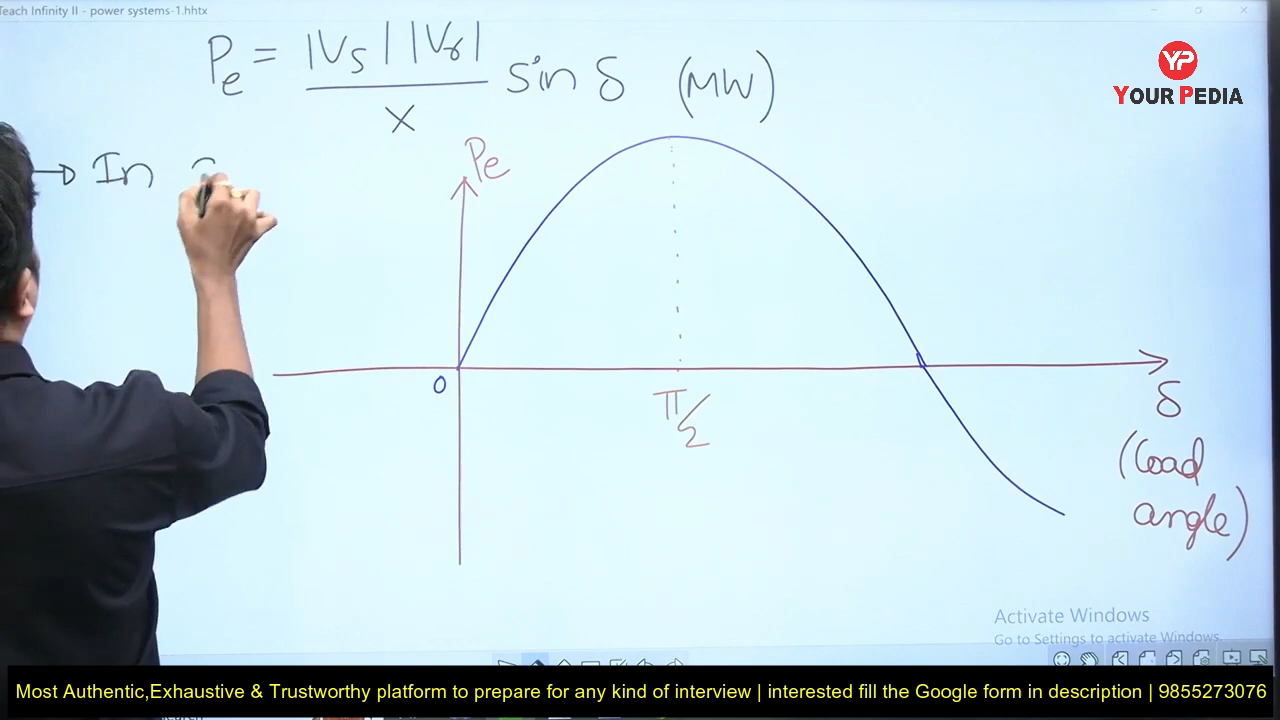 Teach Infinity II - power systems-1.hhtx
Pe = |Vs| |Vr| / X sin δ (MW)
YP
YOUR PEDIA
→ In
Pe
0
π/2
δ
(Load
angle)
Activate Windows
Go to Settings to activate Windows.
Most Authentic,Exhaustive & Trustworthy platform to prepare for any kind of interview | interested fill the Google form in description | 9855273076